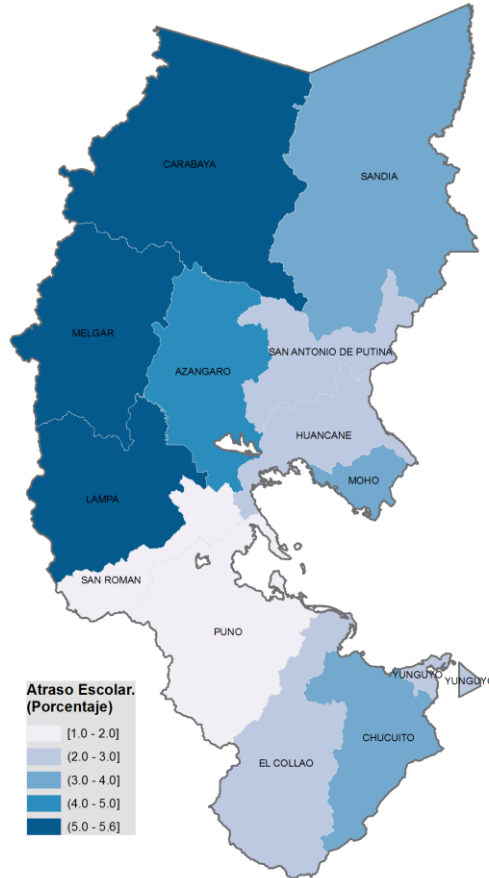 CARABAYA
SANDIA
MELGAR
SAN ANTONIO DE PUTINA
AZANGARO
HUANCANE
MOHO
LAMPA
SAN ROMAN
PUNO
YUNGUYO
YUNGUYO
CHUCUITO
EL COLLAO
Atraso Escolar.
(Porcentaje)
[1.0 - 2.0]
(2.0 - 3.0]
(3.0 - 4.0]
(4.0 - 5.0]
(5.0 - 5.6]